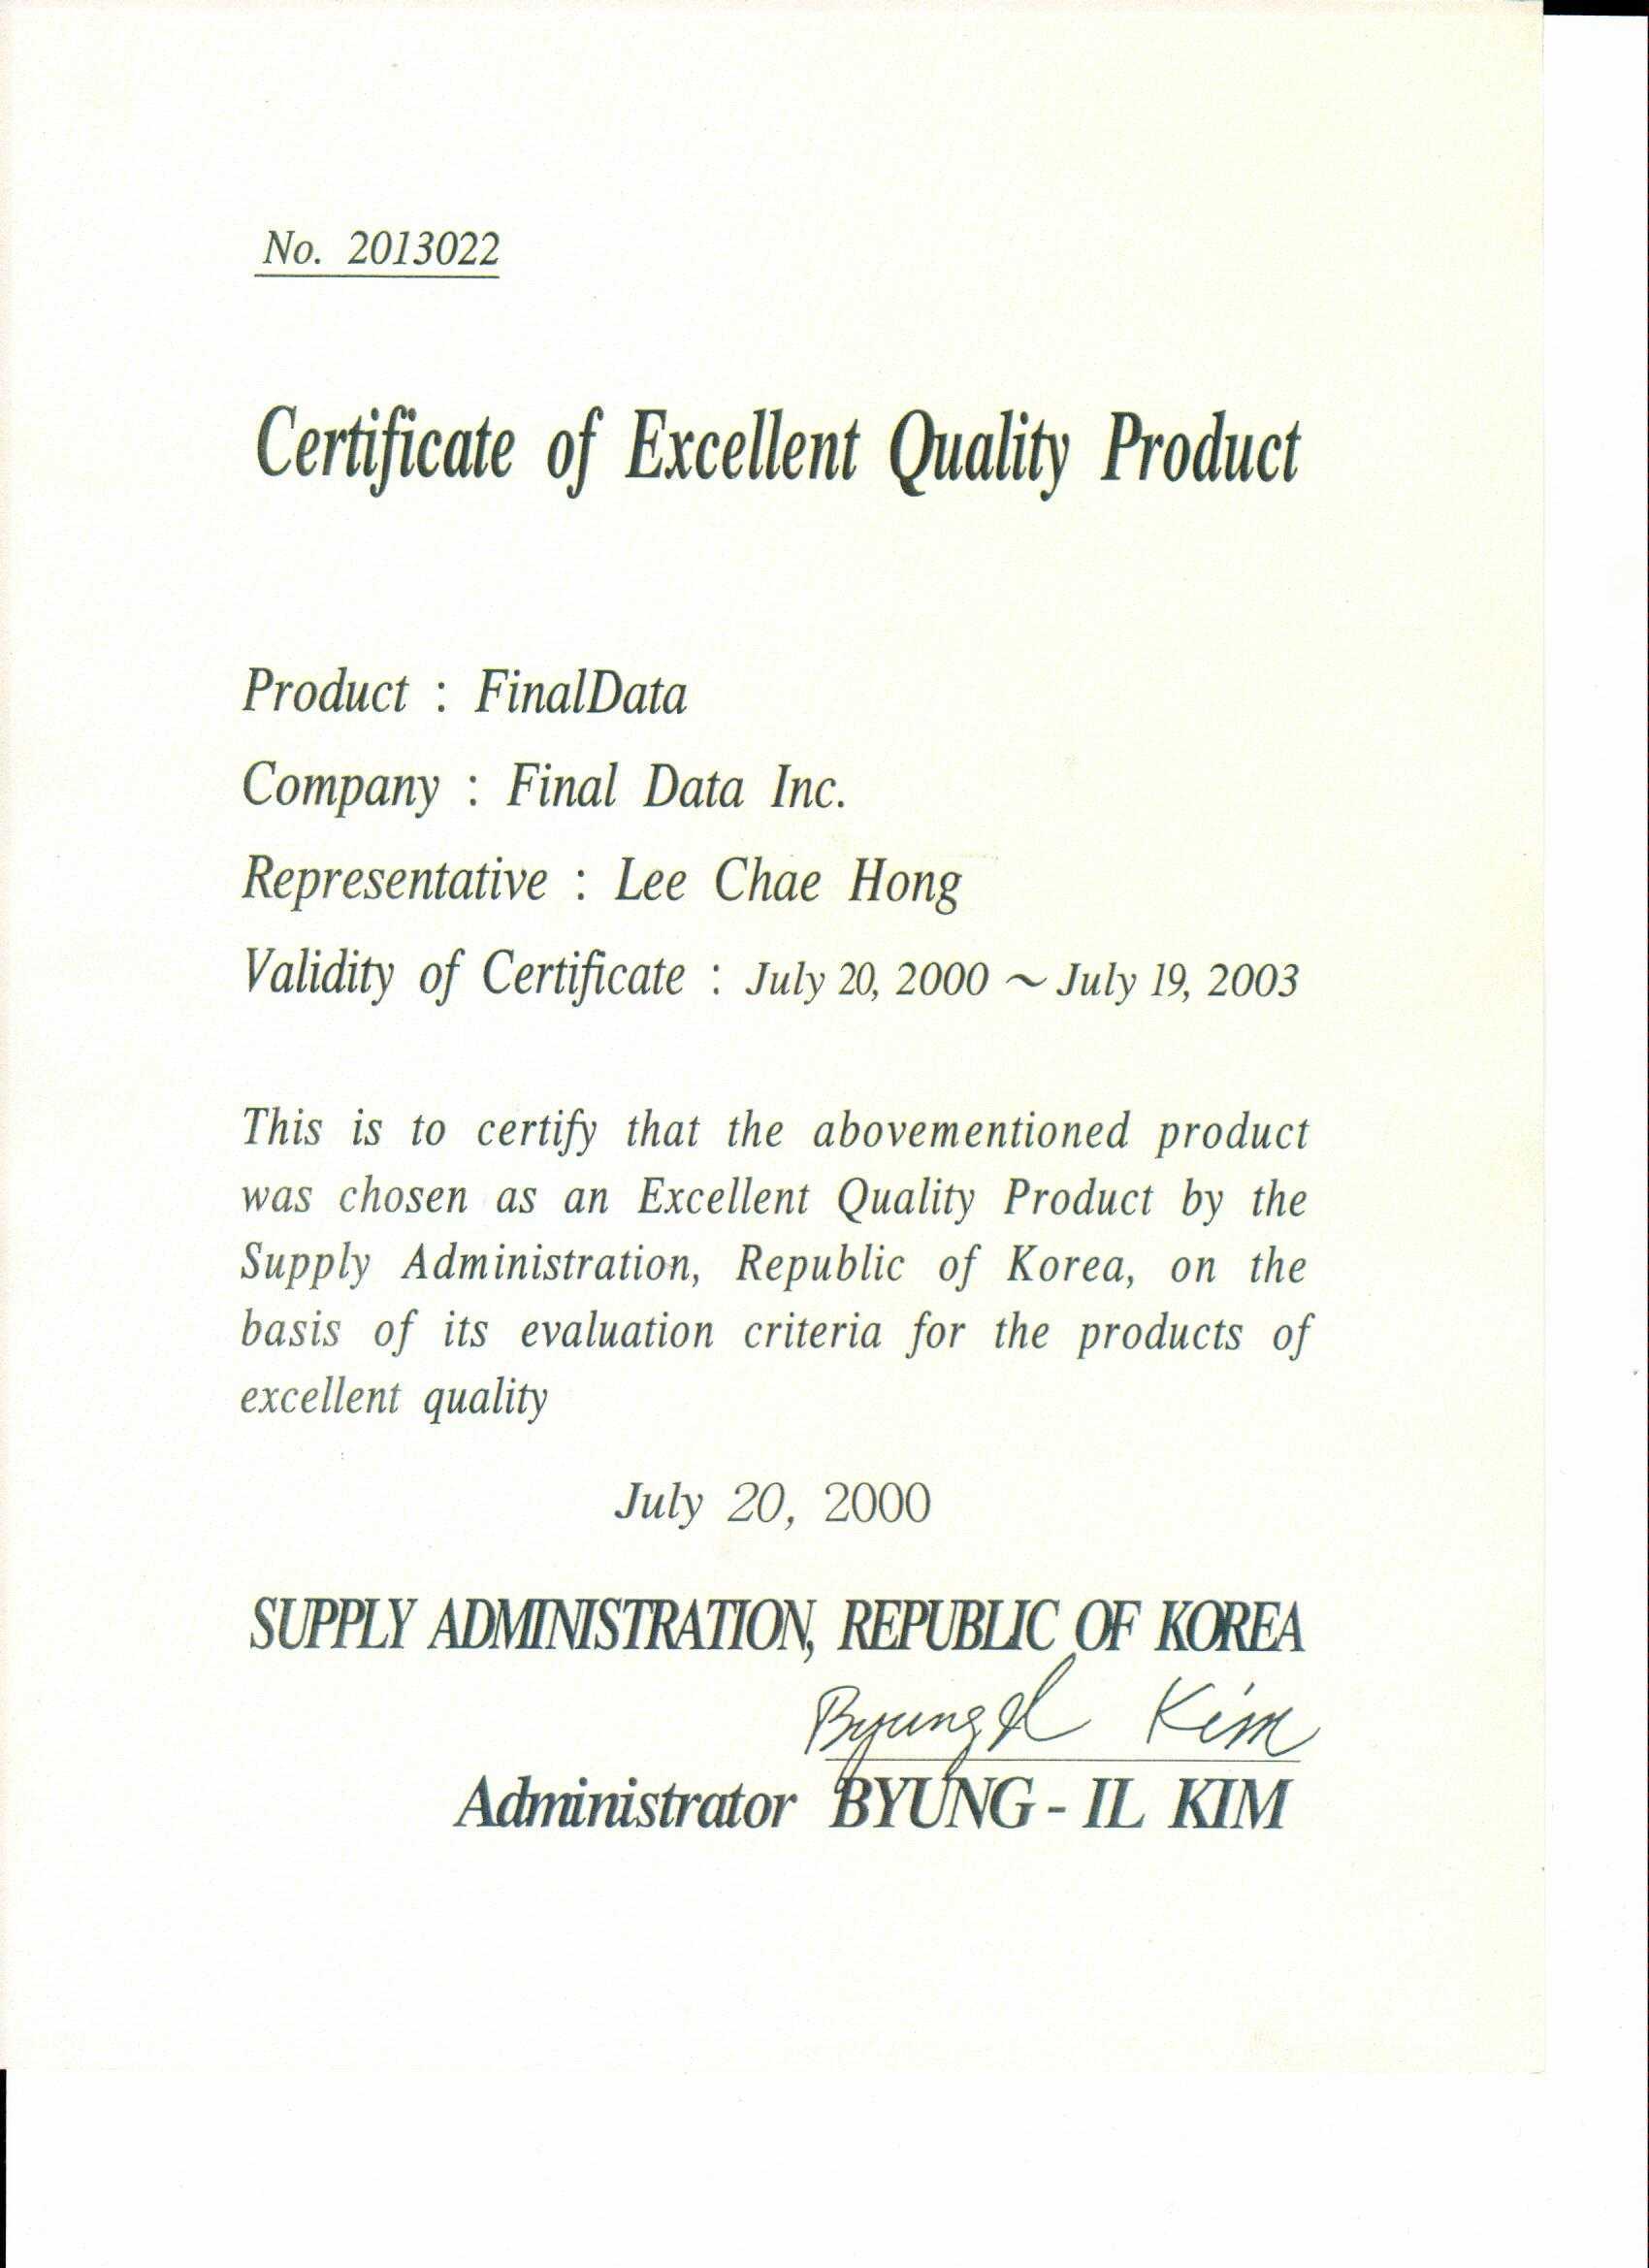 No. 2013022
Certificate of Excellent Quality Product
Product : FinalData
Company : Final Data Inc.
Representative : Lee Chae Hong
Validity of Certificate : July 20, 2000 ~ July 19, 2003
This is to certify that the abovementioned product
was chosen as an Excellent Quality Product by the
Supply Administration, Republic of Korea, on the
basis of its evaluation criteria for the products of
excellent quality
July 20, 2000
SUPPLY ADMINISTRATION, REPUBLIC OF KOREA
Byungil Kim
Administrator BYUNG - IL KIM